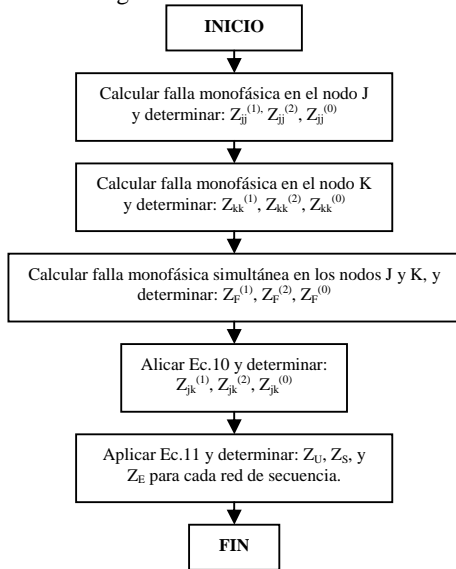 g
INICIO
Calcular falla monofásica en el nodo J
y determinar: Zjj(1), Zjj(2), Zjj(0)
Calcular falla monofásica en el nodo K
y determinar: Zkk(1), Zkk(2), Zkk(0)
Calcular falla monofásica simultánea en los nodos J y K, y
determinar: ZF(1), ZF(2), ZF(0)
Alicar Ec.10 y determinar:
Zjk(1), Zjk(2), Zjk(0)
Aplicar Ec.11 y determinar: ZU, ZS, y
ZE para cada red de secuencia.
FIN